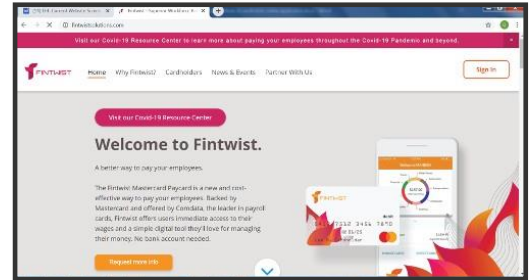 fintwistsolutions.com
Visit our Covid-19 Resource Center to learn more about paying your employees throughout the Covid-19 Pandemic and beyond.
FINTWIST
Home Why Fintwist? Cardholders News & Events Partner With Us
Sign In
Visit our Covid-19 Resource Center
Welcome to Fintwist.
A better way to pay your employees.
The Fintwist Mastercard Paycard is a new and cost-
effective way to pay your employees. Backed by
Mastercard and offered by Comdata, the leader in payroll
cards, Fintwist offers users immediate access to their
wages and a simple digital tool they'll love for managing
their money. No bank account needed.
Request more info
FINTWIST
3456 7890